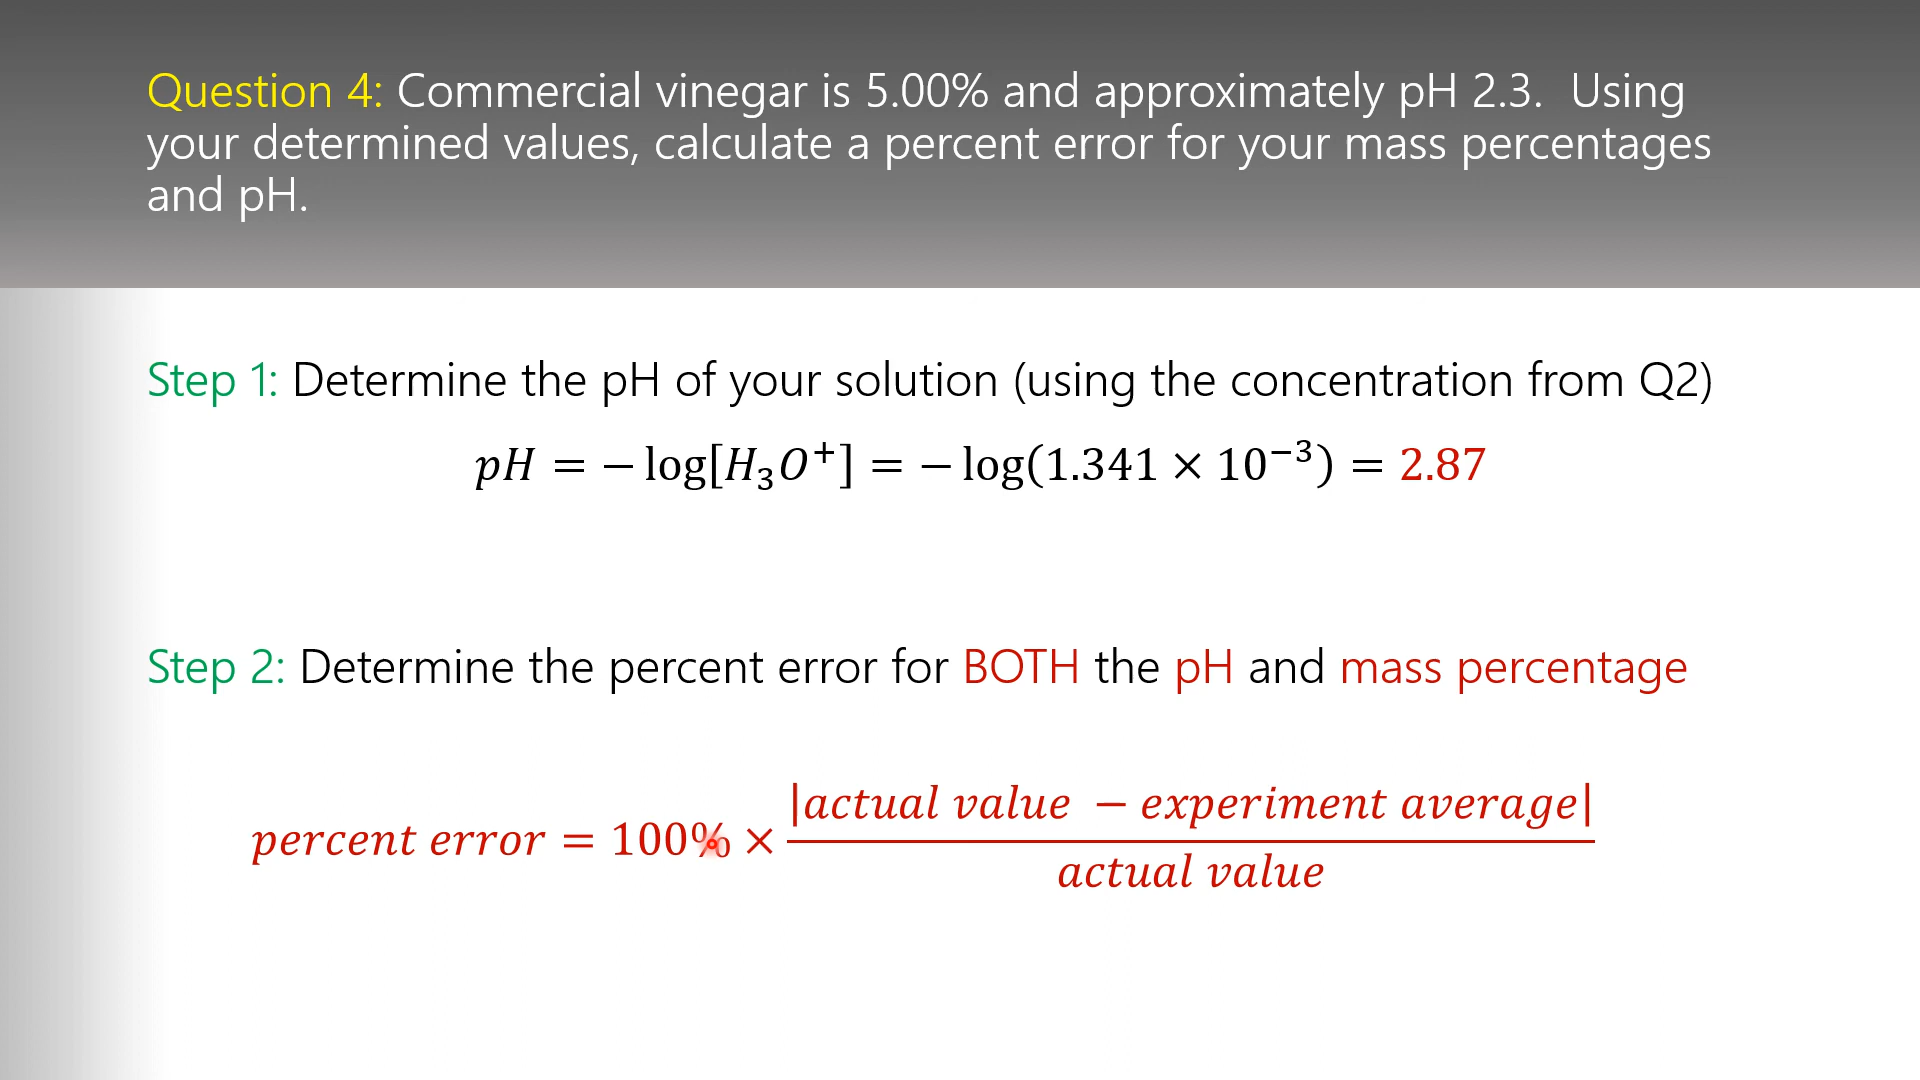 Question 4: Commercial vinegar is 5.00% and approximately pH 2.3.  Using
your determined values, calculate a percent error for your mass percentages
and pH.
Step 1: Determine the pH of your solution (using the concentration from Q2)
pH = − log[H₃O⁺] = − log(1.341 × 10⁻³) = 2.87
Step 2: Determine the percent error for BOTH the pH and mass percentage
percent error = 100% × |actual value − experiment average|
actual value